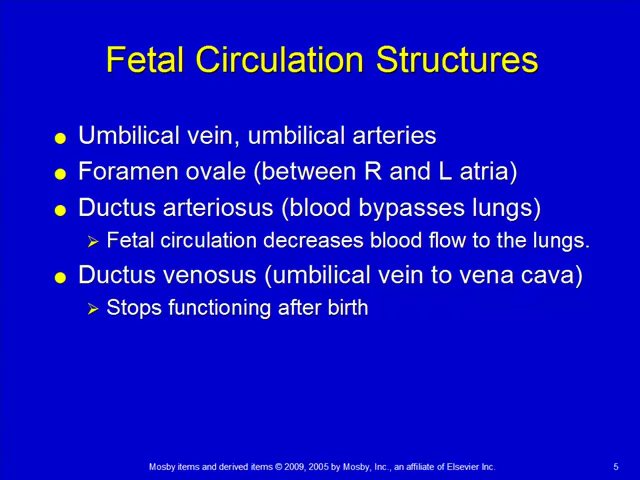 Fetal Circulation Structures
Umbilical vein, umbilical arteries
Foramen ovale (between R and L atria)
Ductus arteriosus (blood bypasses lungs)
Fetal circulation decreases blood flow to the lungs.
Ductus venosus (umbilical vein to vena cava)
Stops functioning after birth
Mosby items and derived items © 2009, 2005 by Mosby, Inc., an affiliate of Elsevier Inc.
5